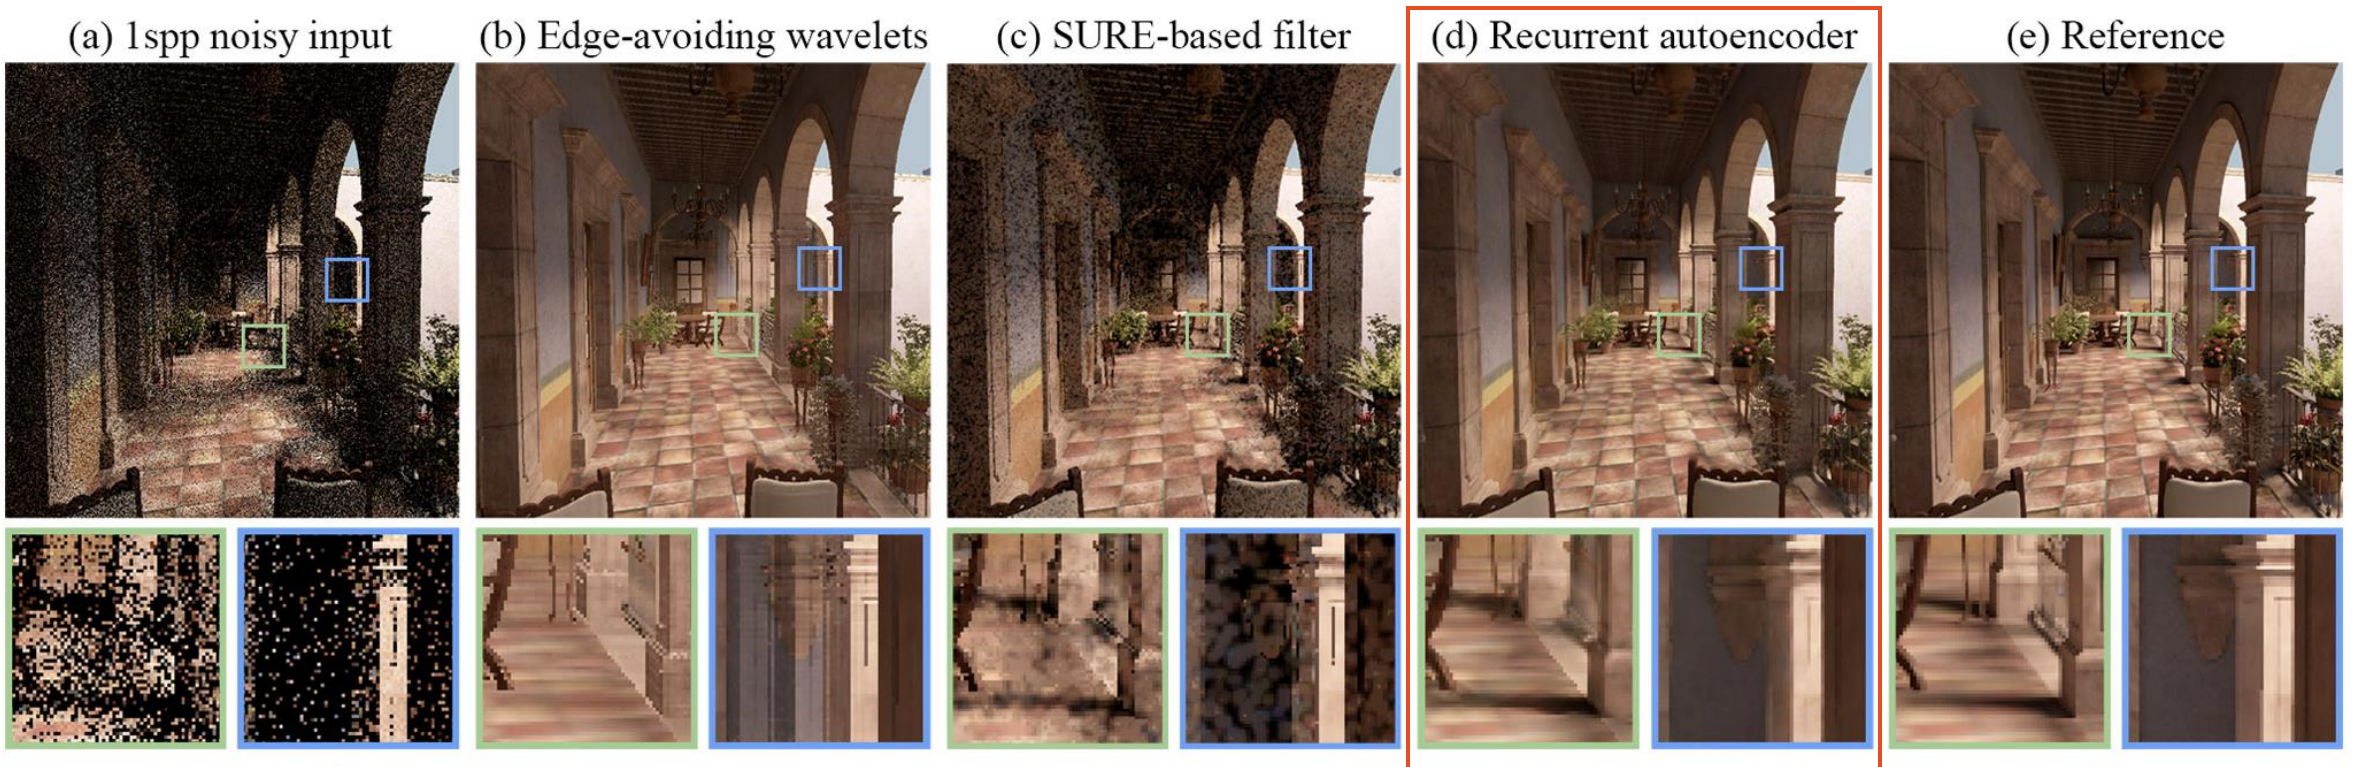 (a) 1spp noisy input
(b) Edge-avoiding wavelets
(c) SURE-based filter
(d) Recurrent autoencoder
(e) Reference